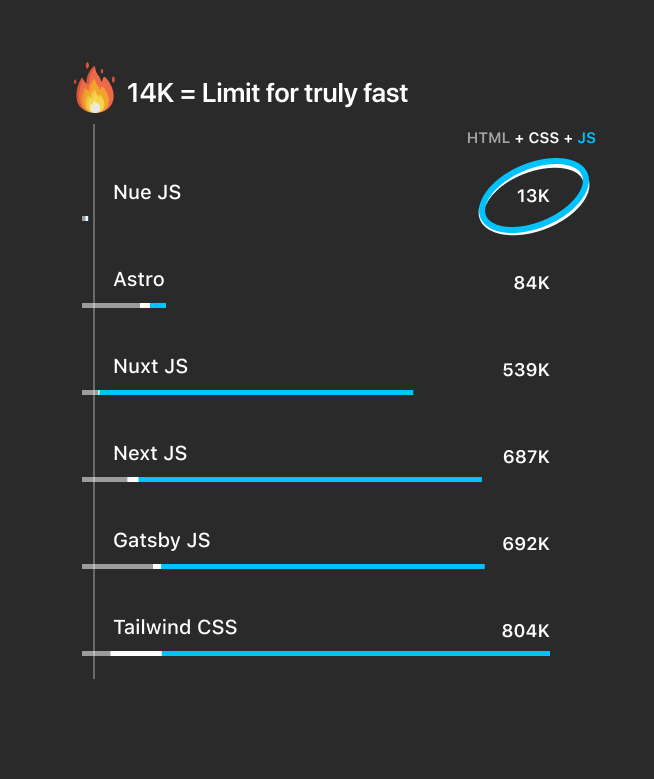 14K = Limit for truly fast
HTML + CSS + JS
Nue JS
13K
Astro
84K
Nuxt JS
539K
Next JS
687K
Gatsby JS
692K
Tailwind CSS
804K